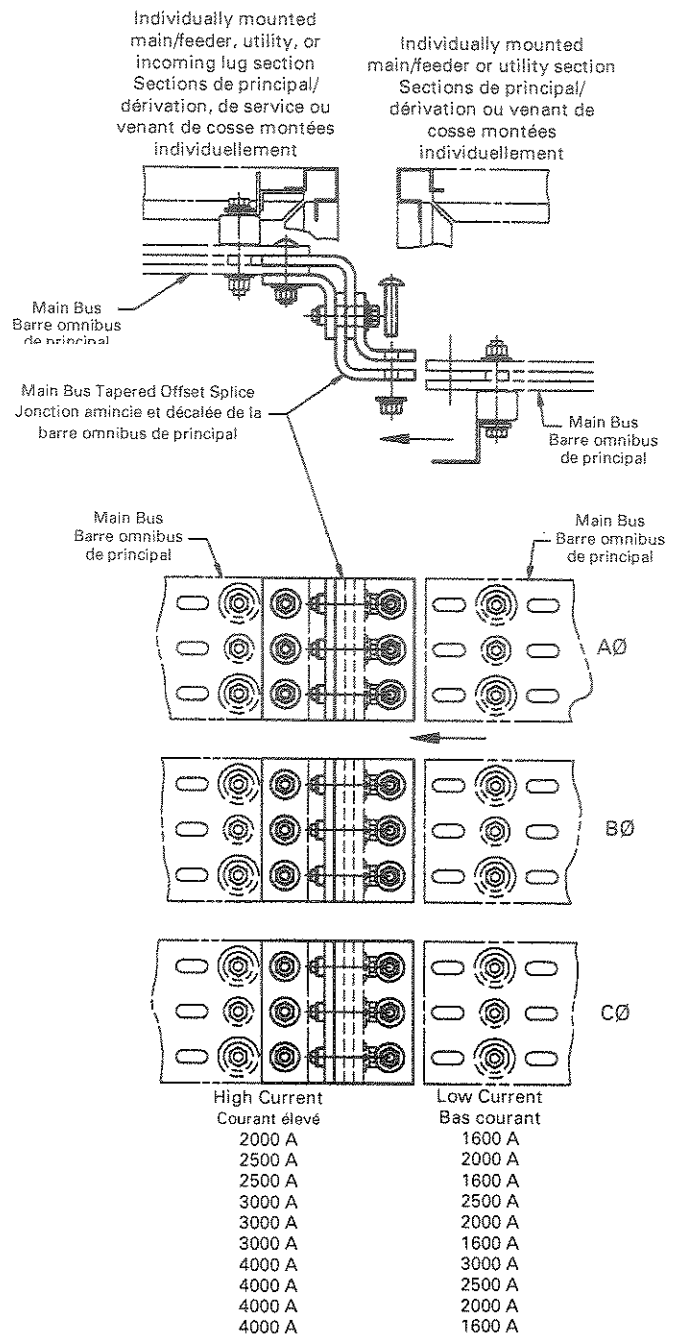 Individually mounted
main/feeder, utility, or
incoming lug section
Sections de principal/
dérivation, de service ou
venant de cosse montées
individuellement
Individually mounted
main/feeder or utility section
Sections de principal/
dérivation ou venant de
cosse montées
individuellement
Main Bus
Barre omnibus
de principal
Main Bus Tapered Offset Splice
Jonction amincie et décalée de la
barre omnibus de principal
Main Bus
Barre omnibus
de principal
Main Bus
Barre omnibus
de principal
Main Bus
Barre omnibus
de principal
AØ
BØ
CØ
High Current
Courant élevé
2000 A
2500 A
2500 A
3000 A
3000 A
3000 A
4000 A
4000 A
4000 A
4000 A
Low Current
Bas courant
1600 A
2000 A
1600 A
2500 A
2000 A
1600 A
3000 A
2500 A
2000 A
1600 A